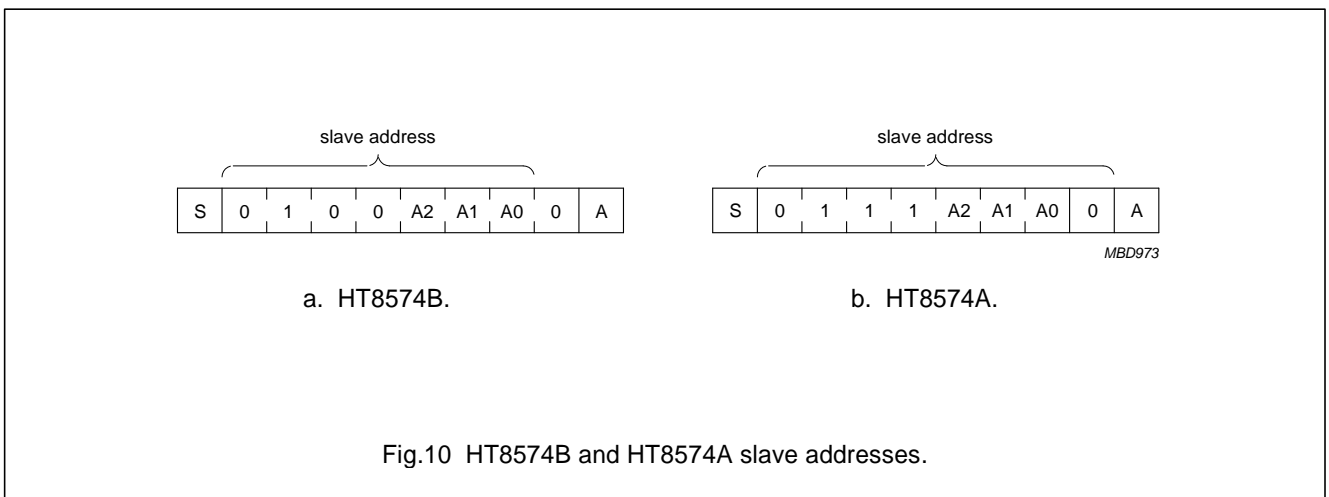 slave address
S 0 1 0 0 A2 A1 A0 0 A
a. HT8574B.
slave address
S 0 1 1 1 A2 A1 A0 0 A
MBD973
b. HT8574A.
Fig.10 HT8574B and HT8574A slave addresses.